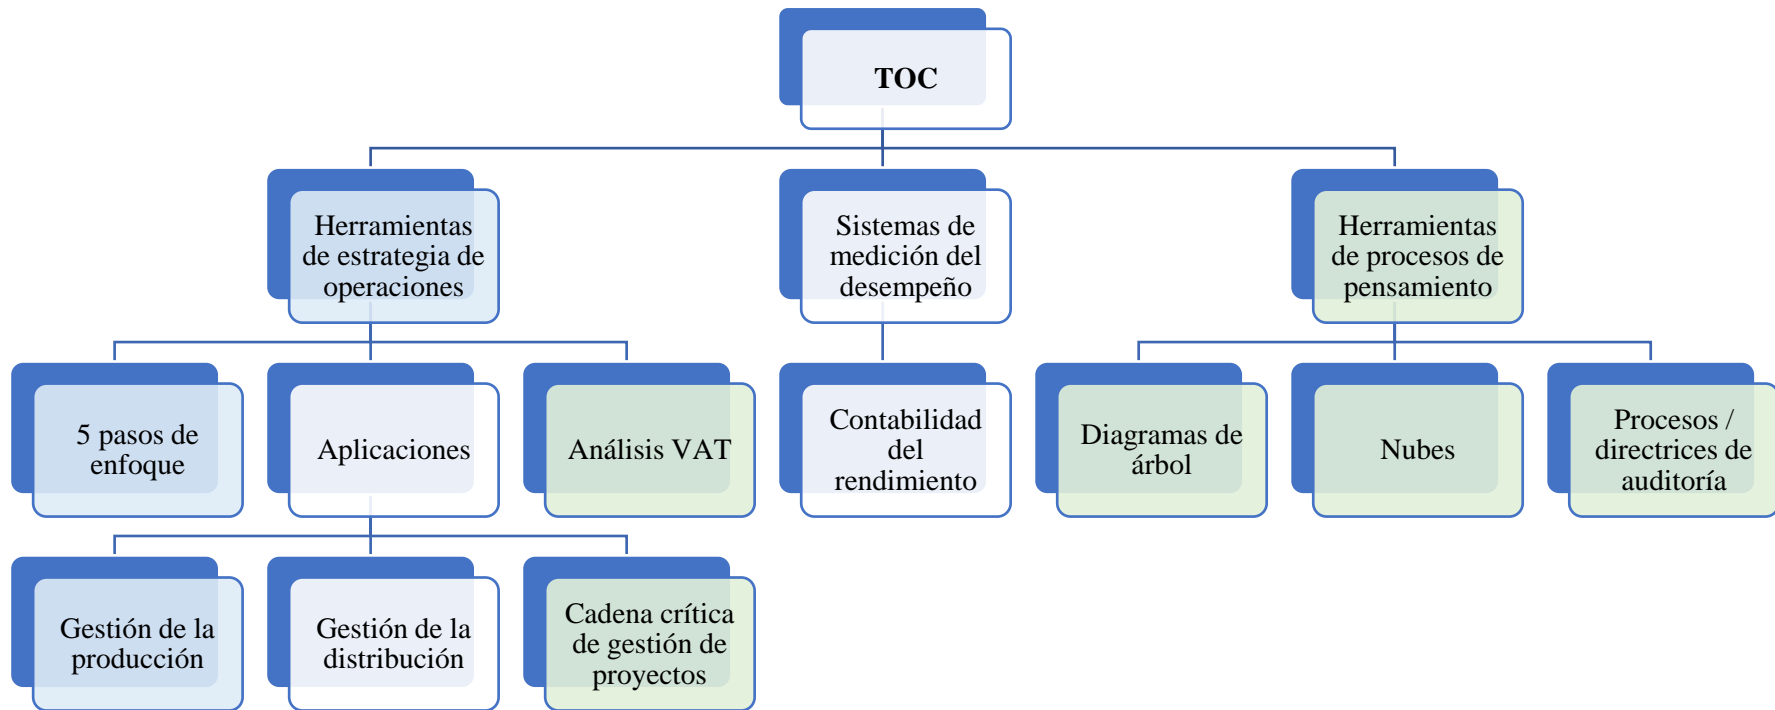 TOC
Herramientas
de estrategia de
operaciones
Sistemas de
medición del
desempeño
Herramientas
de procesos de
pensamiento
5 pasos de
enfoque
Aplicaciones
Análisis VAT
Contabilidad
del
rendimiento
Diagramas de
árbol
Nubes
Procesos /
directrices de
auditoría
Gestión de la
producción
Gestión de la
distribución
Cadena crítica
de gestión de
proyectos